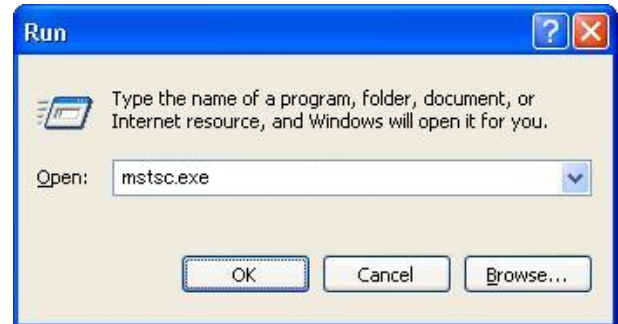 Run
Type the name of a program, folder, document, or
Internet resource, and Windows will open it for you.
Open: mstsc.exe
OK Cancel Browse...